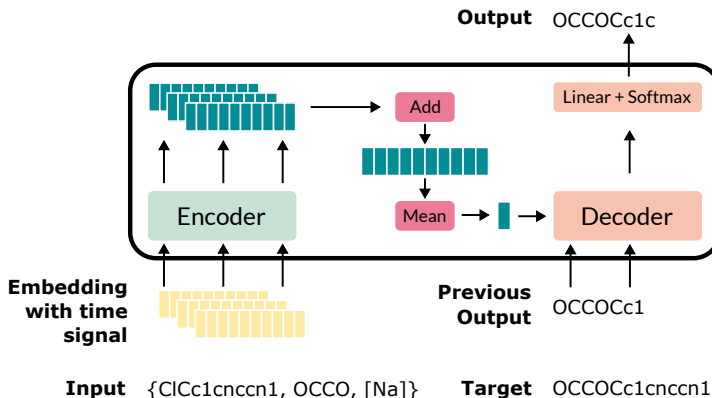 Output OCCOCc1c
Linear + Softmax
Add
Encoder
Mean
Decoder
Embedding
with time
signal
Previous
Output
OCCOCc1
Input {ClCc1cnccn1, OCCO, [Na]}
Target OCCOCc1cnccn1